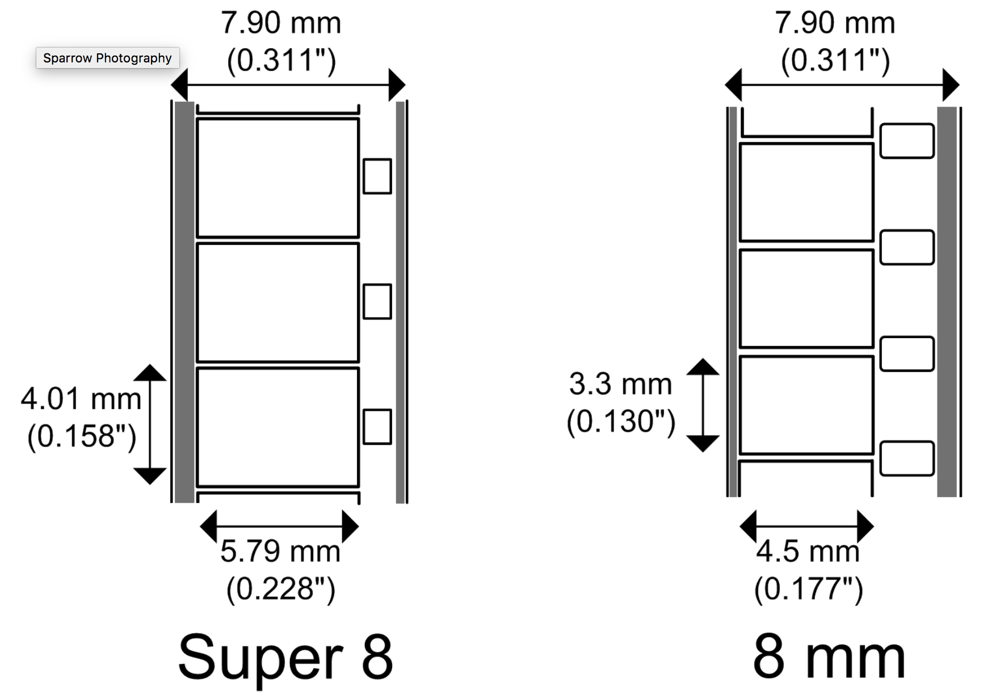 7.90 mm
(0.311")
Sparrow Photography
4.01 mm
(0.158")
5.79 mm
(0.228")
Super 8
7.90 mm
(0.311")
3.3 mm
(0.130")
4.5 mm
(0.177")
8 mm